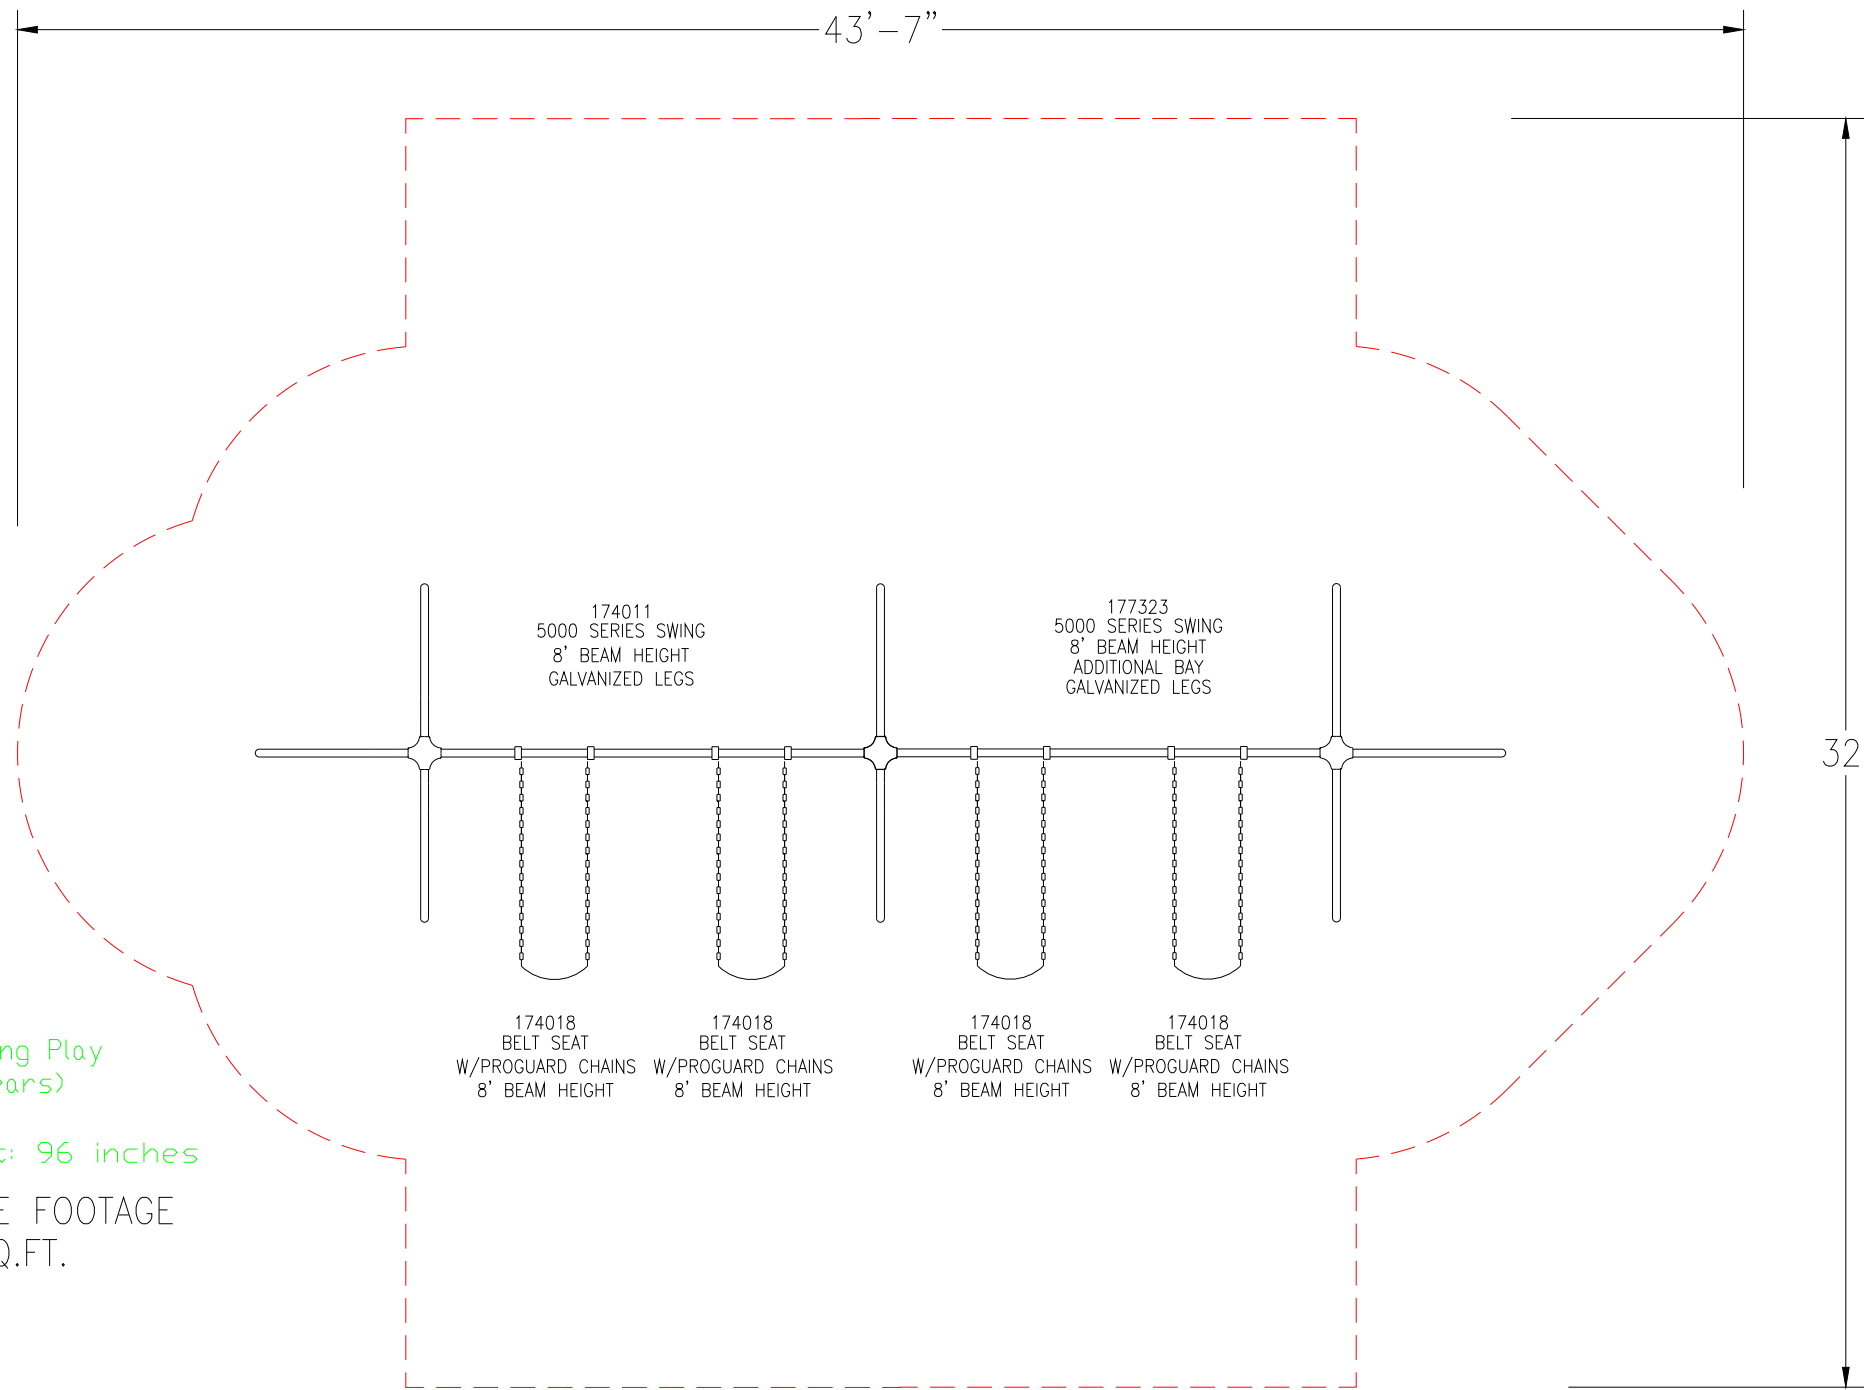 43'-7"
174011
5000 SERIES SWING
8' BEAM HEIGHT
GALVANIZED LEGS
177323
5000 SERIES SWING
8' BEAM HEIGHT
ADDITIONAL BAY
GALVANIZED LEGS
32
174018
BELT SEAT
W/PROGUARD CHAINS
8' BEAM HEIGHT
174018
BELT SEAT
W/PROGUARD CHAINS
8' BEAM HEIGHT
174018
BELT SEAT
W/PROGUARD CHAINS
8' BEAM HEIGHT
174018
BELT SEAT
W/PROGUARD CHAINS
8' BEAM HEIGHT
ng Play
ears)
t: 96 inches
E FOOTAGE
Q.FT.